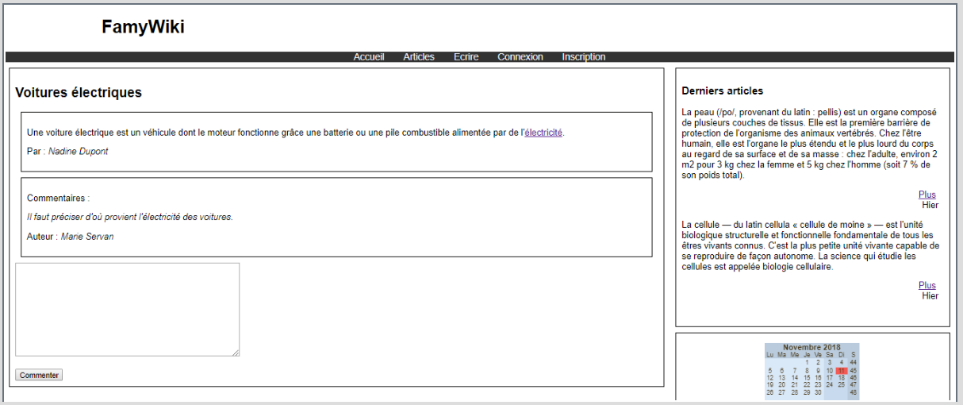 FamyWiki
Accueil Articles Ecrire Connexion Inscription
Voitures électriques
Une voiture électrique est un véhicule dont le moteur fonctionne grâce une batterie ou une pile combustible alimentée par de l'électricité.
Par : Nadine Dupont
Commentaires :
Il faut préciser d'où provient l'électricité des voitures.
Auteur : Marie Servan
Commenter
Derniers articles
La peau (/po/, provenant du latin : pellis) est un organe composé
de plusieurs couches de tissus. Elle est la première barrière de
protection de l'organisme des animaux vertébrés. Chez l'être
humain, elle est l'organe le plus étendu et le plus lourd du corps
au regard de sa surface et de sa masse : chez l'adulte, environ 2
m2 pour 3 kg chez la femme et 5 kg chez l'homme (soit 7 % de
son poids total).
Plus
Hier
La cellule — du latin cellula « cellule de moine » — est l'unité
biologique structurelle et fonctionnelle fondamentale de tous les
êtres vivants connus. C'est la plus petite unité vivante capable de
se reproduire de façon autonome. La science qui étudie les
cellules est appelée biologie cellulaire.
Plus
Hier
Novembre 2018
Lu Ma Me Je Ve Sa Di S
1 2 3 4 44
5 6 7 8 9 10 11 45
12 13 14 15 16 17 18 46
19 20 21 22 23 24 25 47
26 27 28 29 30 48